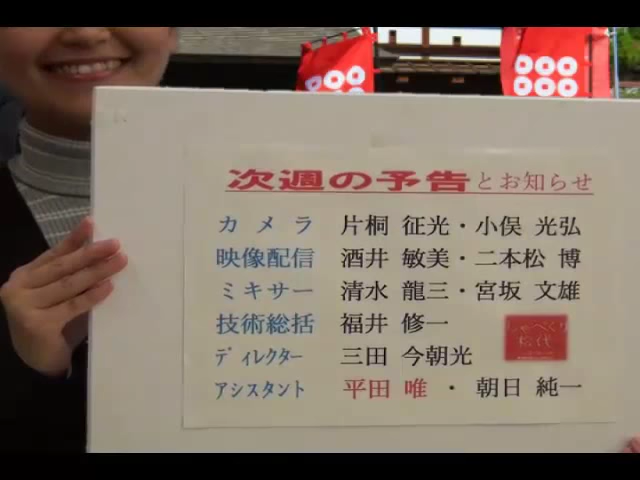 次週の予告とお知らせ
カメラ 片桐 征光・小俣 光弘
映像配信 酒井 敏美・二本松 博
ミキサー 清水 龍三・宮坂 文雄
技術総括 福井 修一
ディレクター 三田 今朝光
アシスタント 平田 唯・朝日 純一
しゃべくり
松代